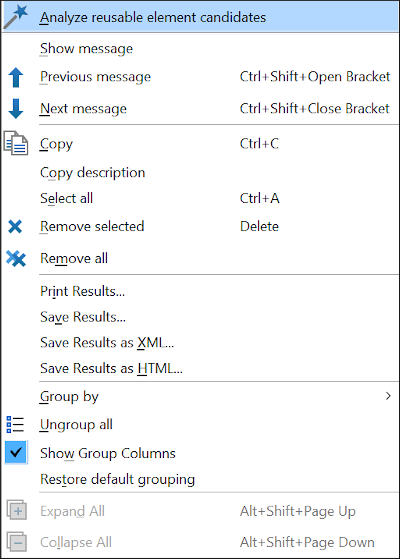 Analyze reusable element candidates
Show message
Previous message Ctrl+Shift+Open Bracket
Next message Ctrl+Shift+Close Bracket
Copy Ctrl+C
Copy description
Select all Ctrl+A
Remove selected Delete
Remove all
Print Results...
Save Results...
Save Results as XML...
Save Results as HTML...
Group by
Ungroup all
Show Group Columns
Restore default grouping
Expand All Alt+Shift+Page Up
Collapse All Alt+Shift+Page Down